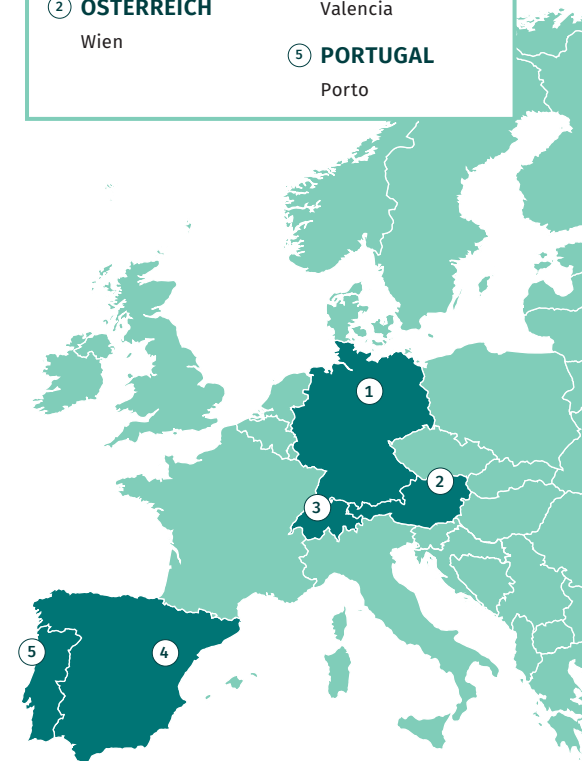 2 ÖSTERREICH
Wien
Valencia
5 PORTUGAL
Porto
1
2
3
4
5